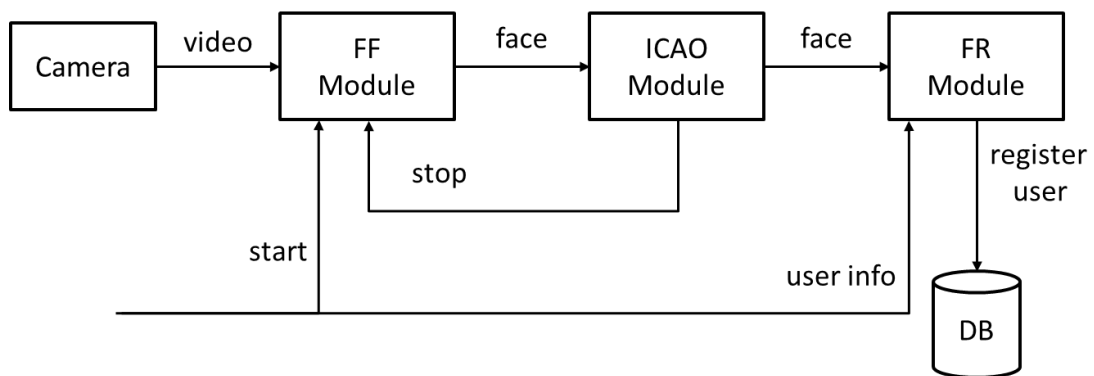 Camera
video
FF
Module
face
ICAO
Module
face
FR
Module
stop
register
user
start
user info
DB